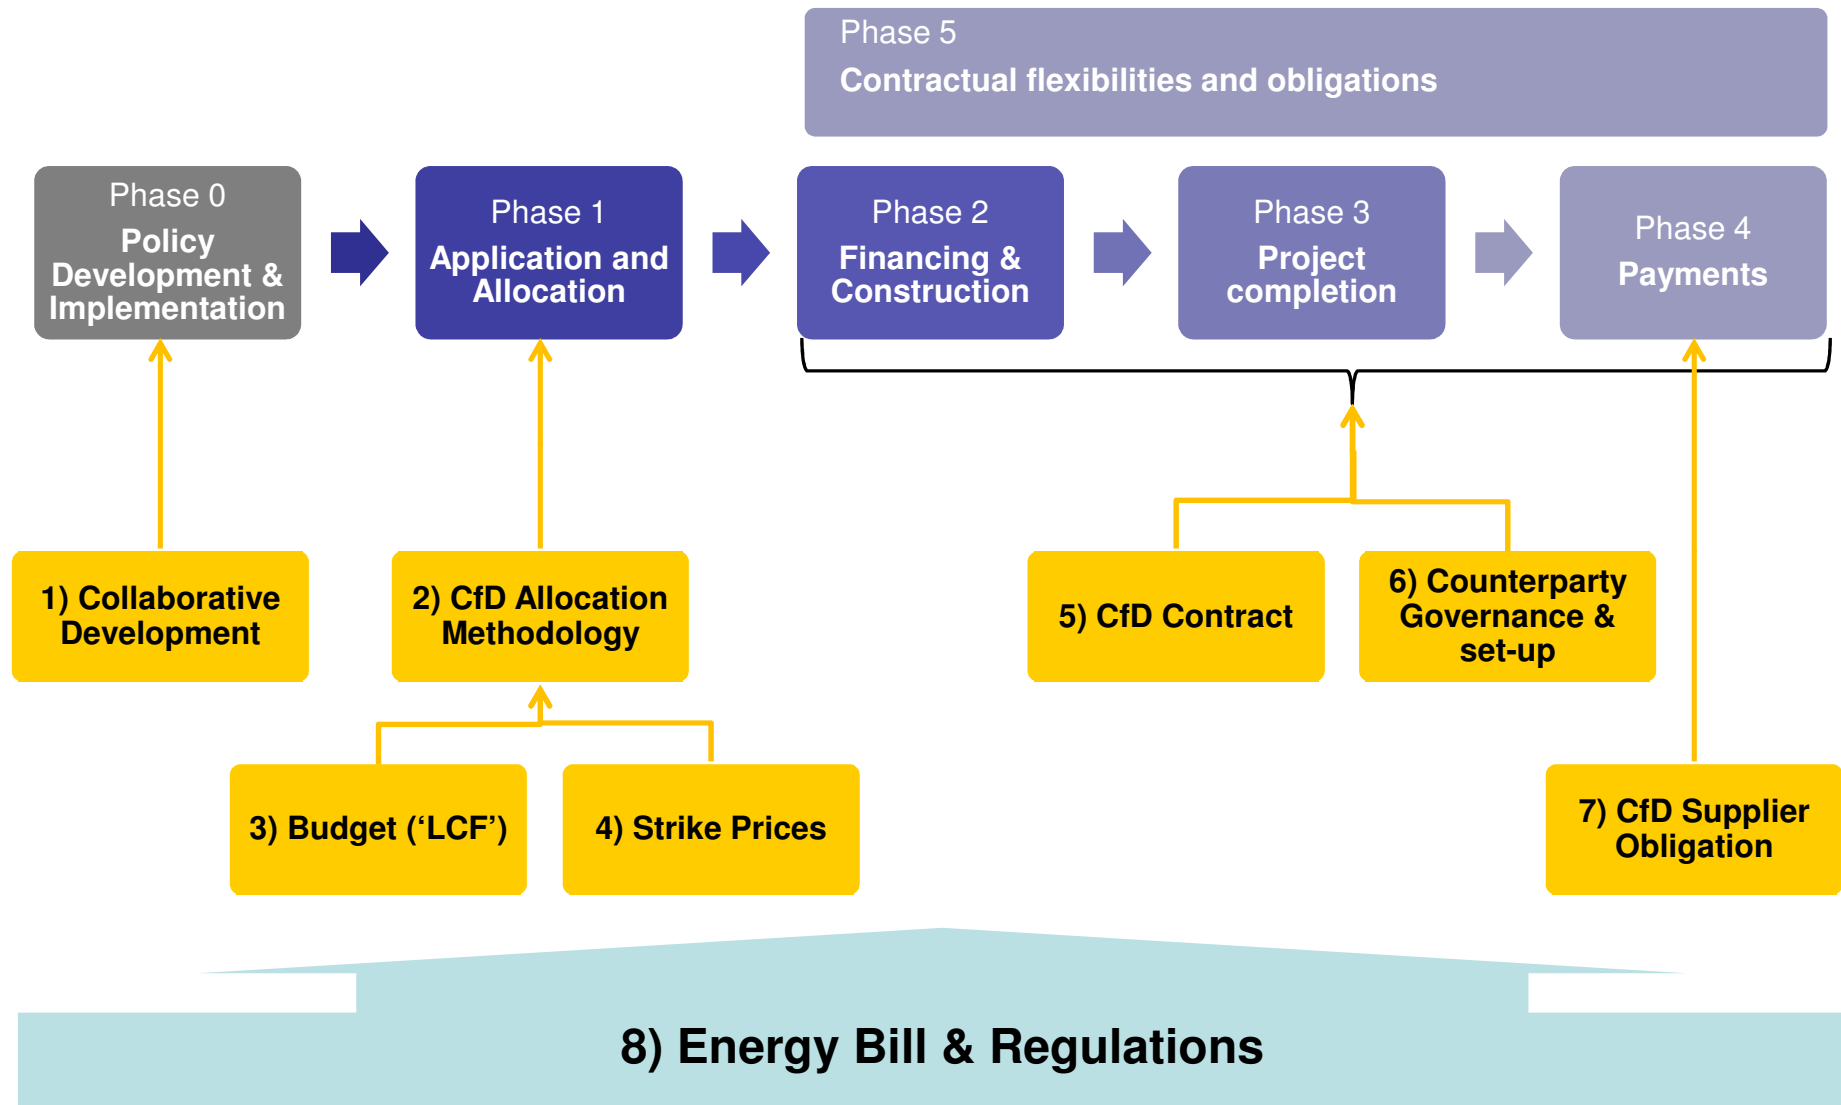 Phase 5
Contractual flexibilities and obligations
Phase 0
Policy
Development &
Implementation
Phase 1
Application and
Allocation
Phase 2
Financing &
Construction
Phase 3
Project
completion
Phase 4
Payments
1) Collaborative
Development
2) CfD Allocation
Methodology
5) CfD Contract
6) Counterparty
Governance &
set-up
3) Budget (‘LCF’)
4) Strike Prices
7) CfD Supplier
Obligation
8) Energy Bill & Regulations